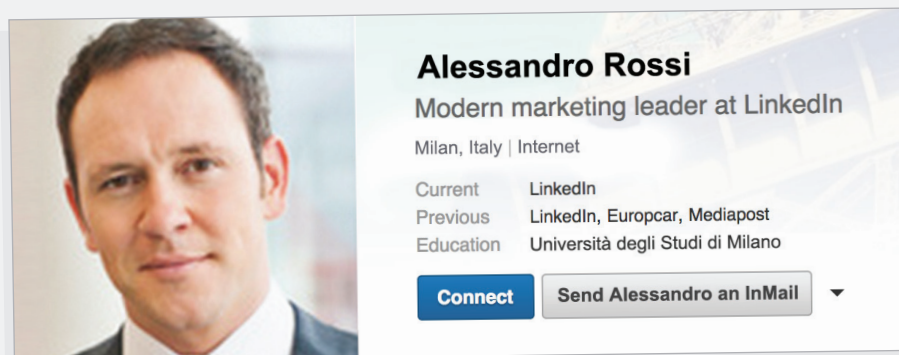 Alessandro Rossi
Modern marketing leader at LinkedIn
Milan, Italy | Internet
Current LinkedIn
Previous LinkedIn, Europcar, Mediapost
Education Università degli Studi di Milano
Connect Send Alessandro an InMail